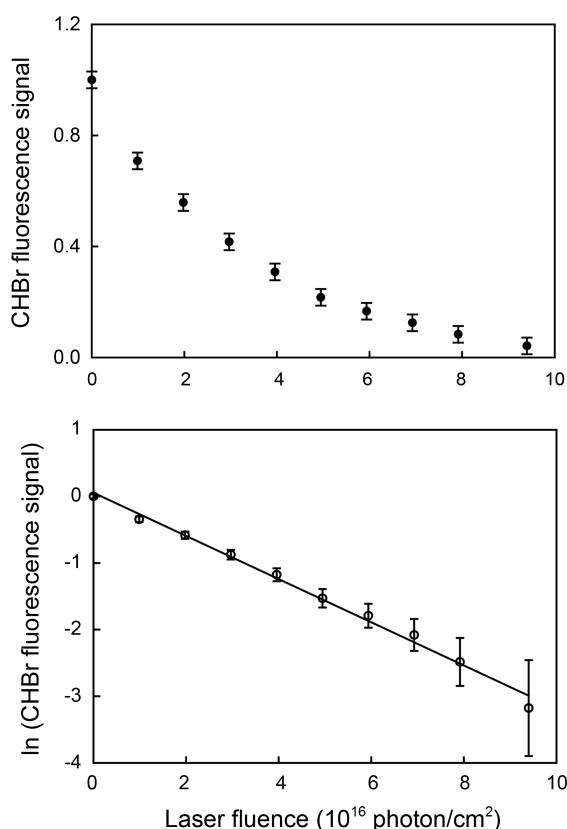 CHBr fluorescence signal
1.2
0.8
0.4
0.0
0 2 4 6 8 10
ln (CHBr fluorescence signal)
1
0
-1
-2
-3
-4
0 2 4 6 8 10
Laser fluence (10¹⁶ photon/cm²)